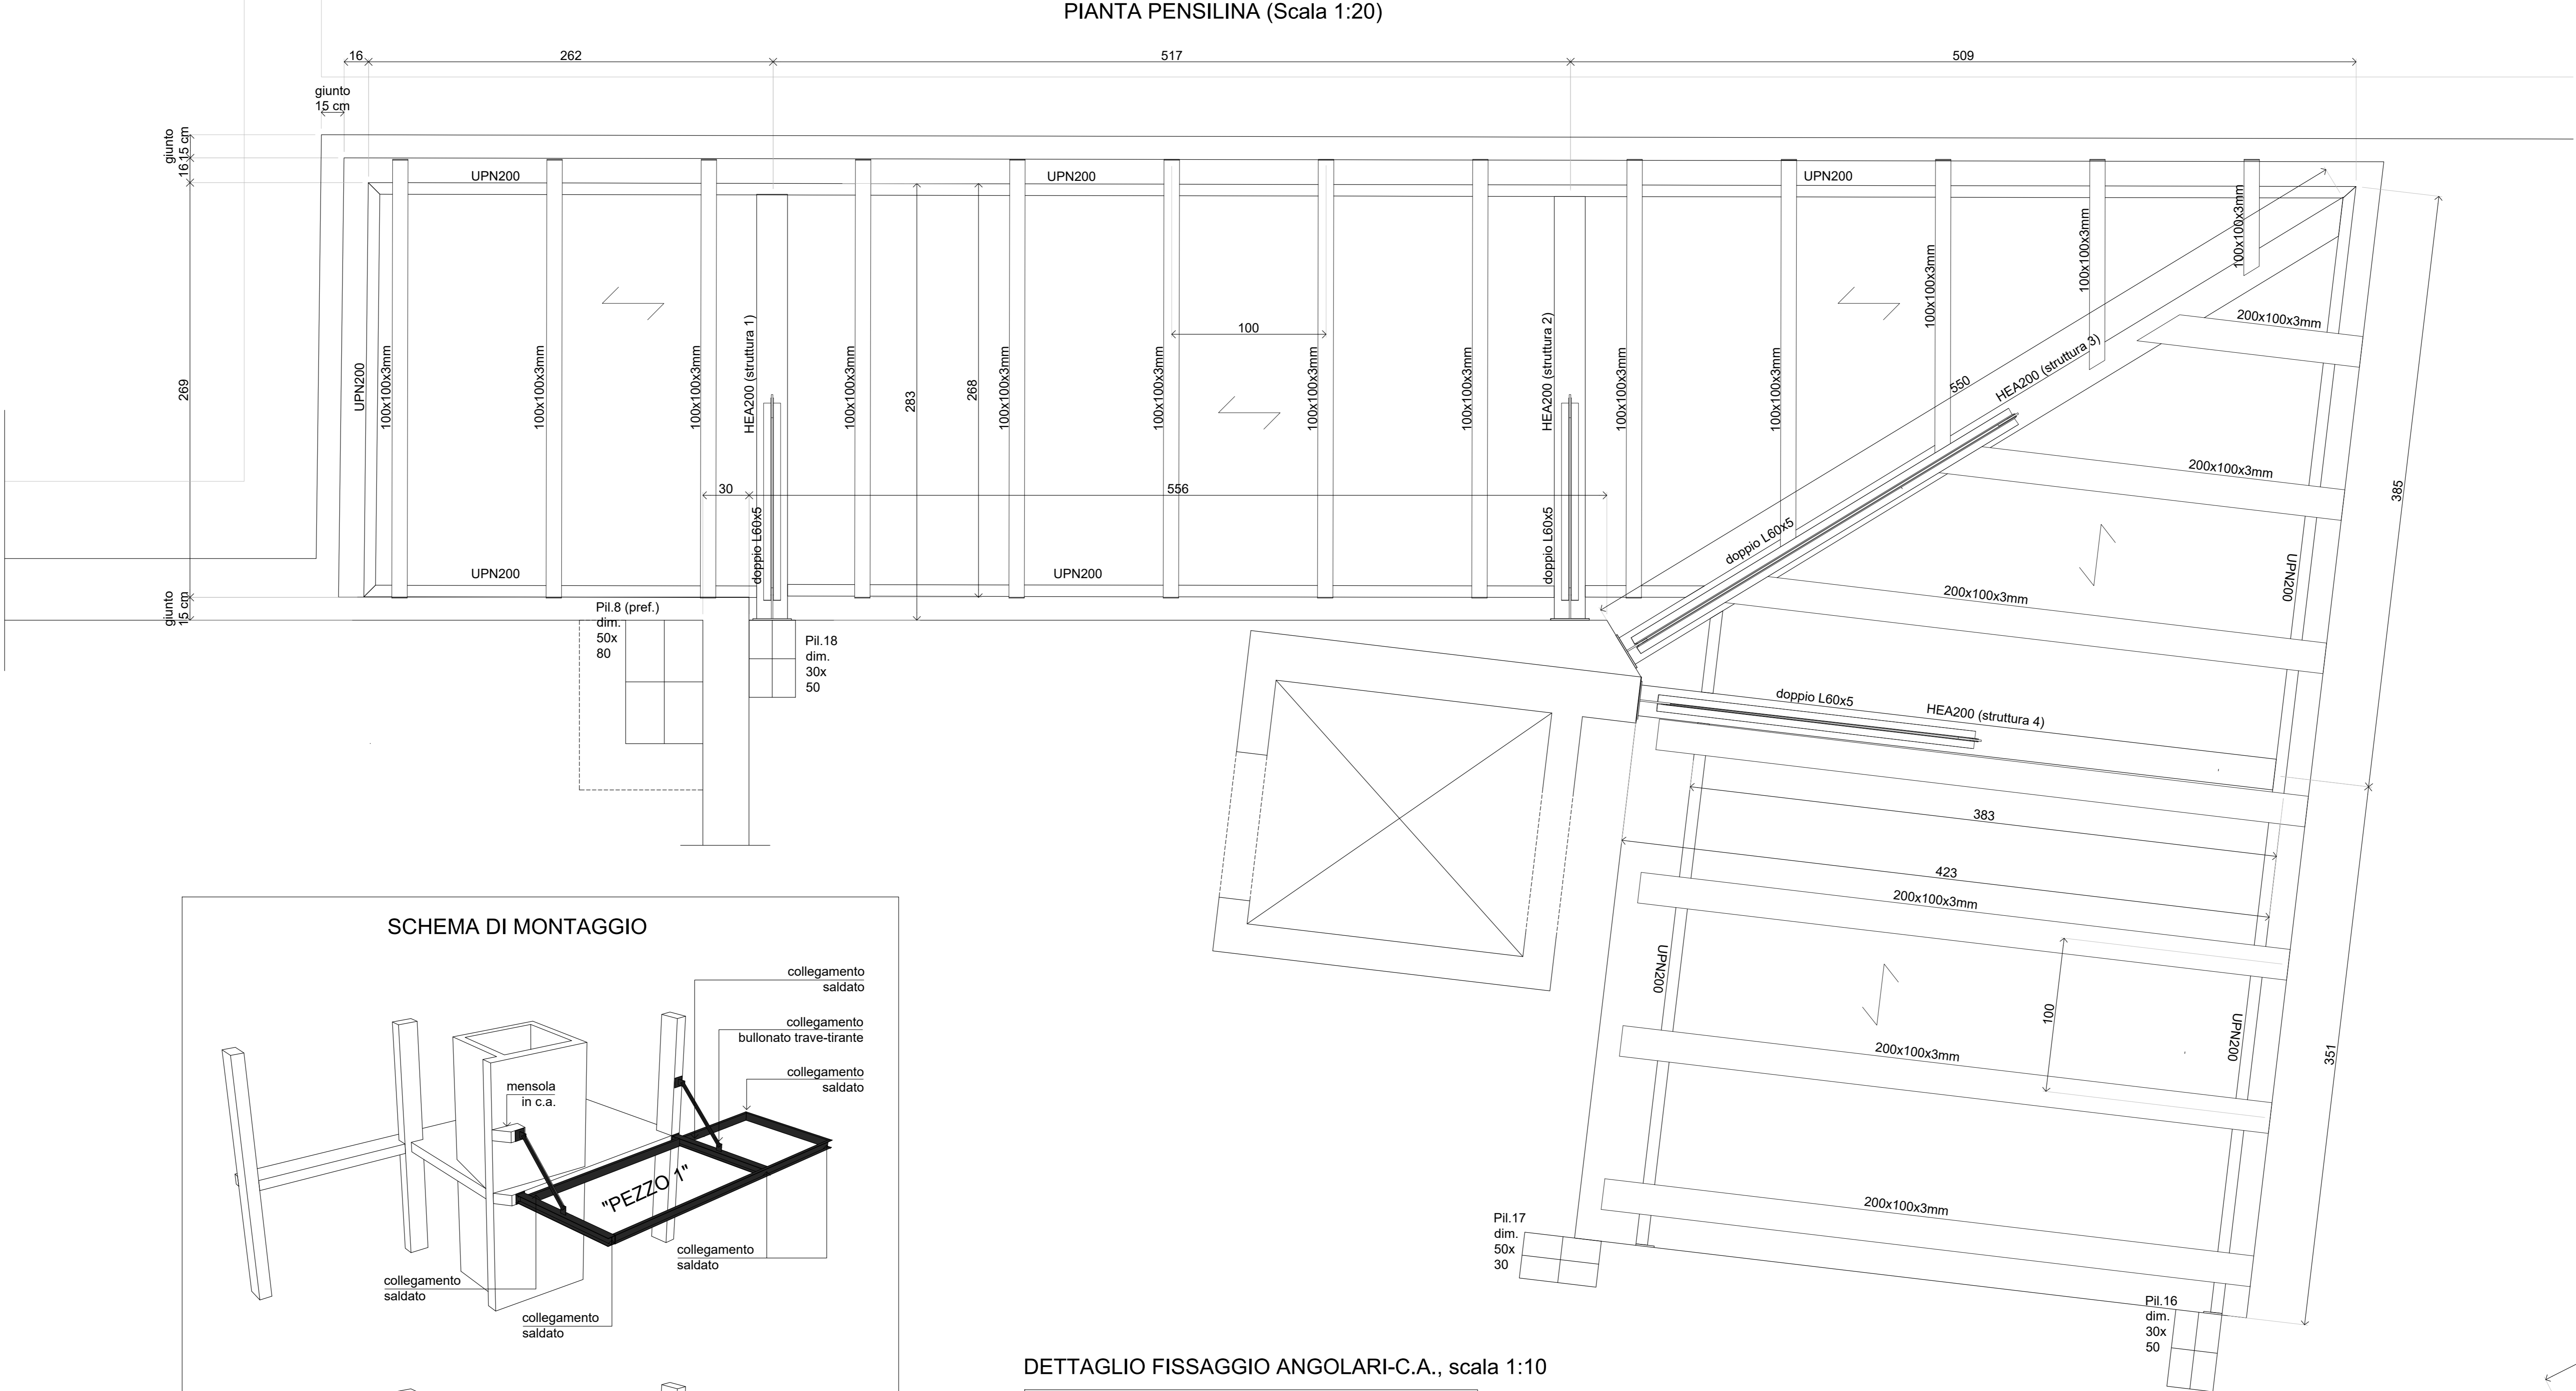 PIANTA PENSILINA (Scala 1:20)
16
262
517
509
giunto
15 cm
giunto
15 cm
16
269
giunto
15 cm
UPN200
UPN200
UPN200
UPN200
100x100x3mm
100x100x3mm
100x100x3mm
HEA200 (struttura 1)
100x100x3mm
283
268
100x100x3mm
100x100x3mm
100
100x100x3mm
100x100x3mm
HEA200 (struttura 2)
100x100x3mm
100x100x3mm
100x100x3mm
100x100x3mm
100x100x3mm
550
HEA200 (struttura 3)
200x100x3mm
200x100x3mm
385
30
556
doppio L60x5
doppio L60x5
doppio L60x5
UPN200
UPN200
UPN200
200x100x3mm
Pil.8 (pref.)
dim.
50x
80
Pil.18
dim.
30x
50
doppio L60x5
HEA200 (struttura 4)
383
423
200x100x3mm
UPN200
100
UPN200
200x100x3mm
351
200x100x3mm
Pil.17
dim.
50x
30
Pil.16
dim.
30x
50
SCHEMA DI MONTAGGIO
collegamento
saldato
collegamento
bullonato trave-tirante
collegamento
saldato
mensola
in c.a.
"PEZZO 1"
collegamento
saldato
collegamento
saldato
collegamento
saldato
DETTAGLIO FISSAGGIO ANGOLARI-C.A., scala 1:10